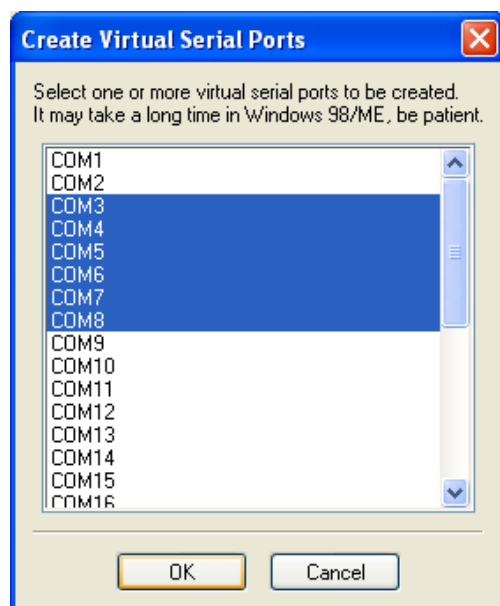 Create Virtual Serial Ports
Select one or more virtual serial ports to be created.
It may take a long time in Windows 98/ME, be patient.
COM1
COM2
COM3
COM4
COM5
COM6
COM7
COM8
COM9
COM10
COM11
COM12
COM13
COM14
COM15
COM16
OK
Cancel